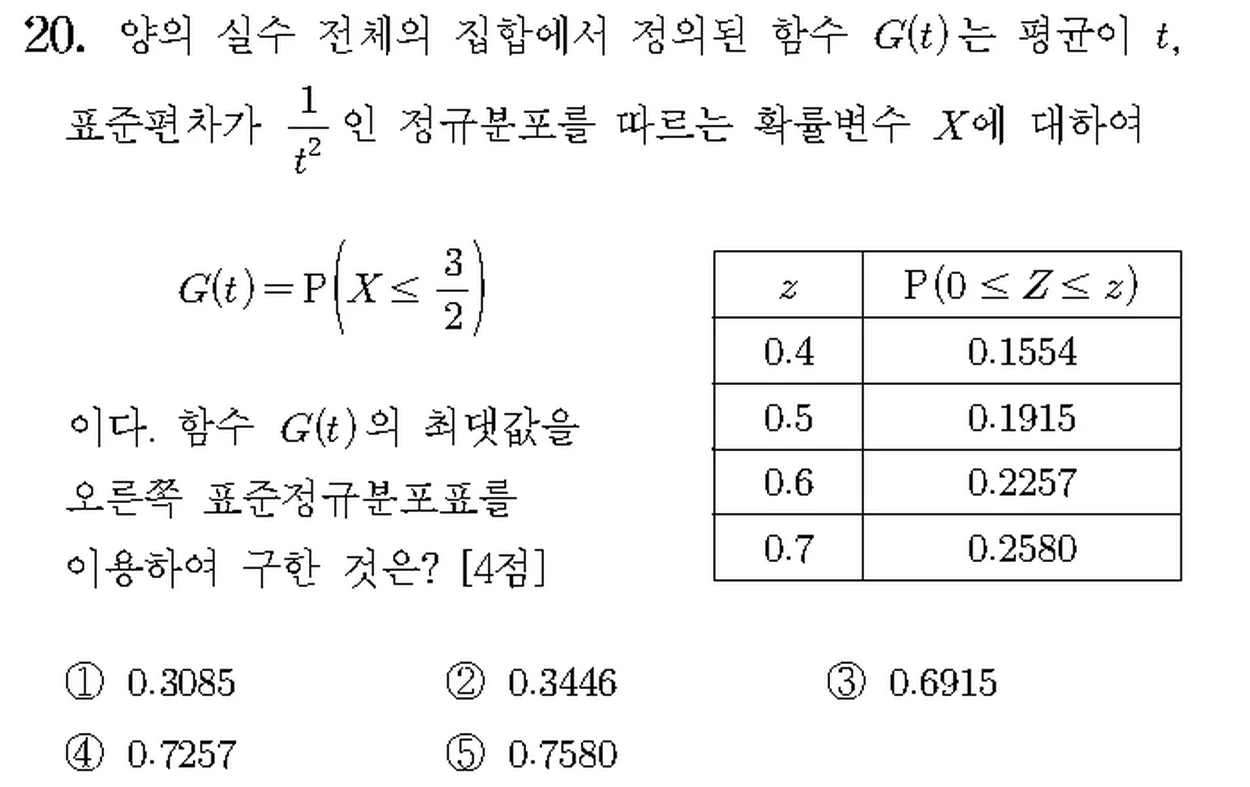 20. 양의 실수 전체의 집합에서 정의된 함수 G(t)는 평균이 t,
표준편차가 1/t² 인 정규분포를 따르는 확률변수 X에 대하여
G(t)=P(X≤ 3/2)
이다. 함수 G(t)의 최댓값을
오른쪽 표준정규분포표를
이용하여 구한 것은? [4점]
z P(0≤Z≤z)
0.4 0.1554
0.5 0.1915
0.6 0.2257
0.7 0.2580
① 0.3085 ② 0.3446 ③ 0.6915
④ 0.7257 ⑤ 0.7580